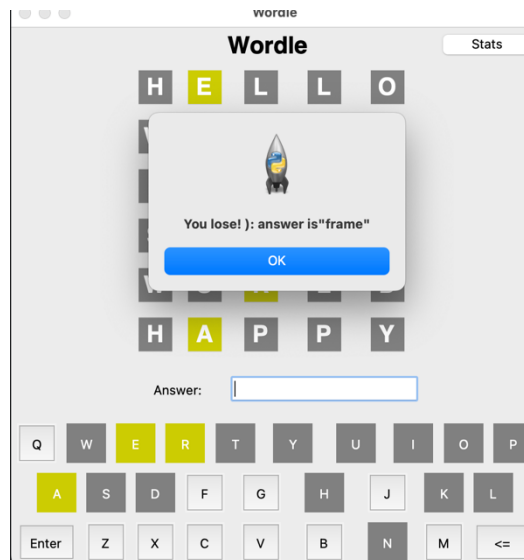 Wordle
Wordle
Stats
H E L L O
You lose! ): answer is"frame"
OK
H A P P Y
Answer:
Q W E R T Y U I O P
A S D F G H J K L
Enter Z X C V B N M <=